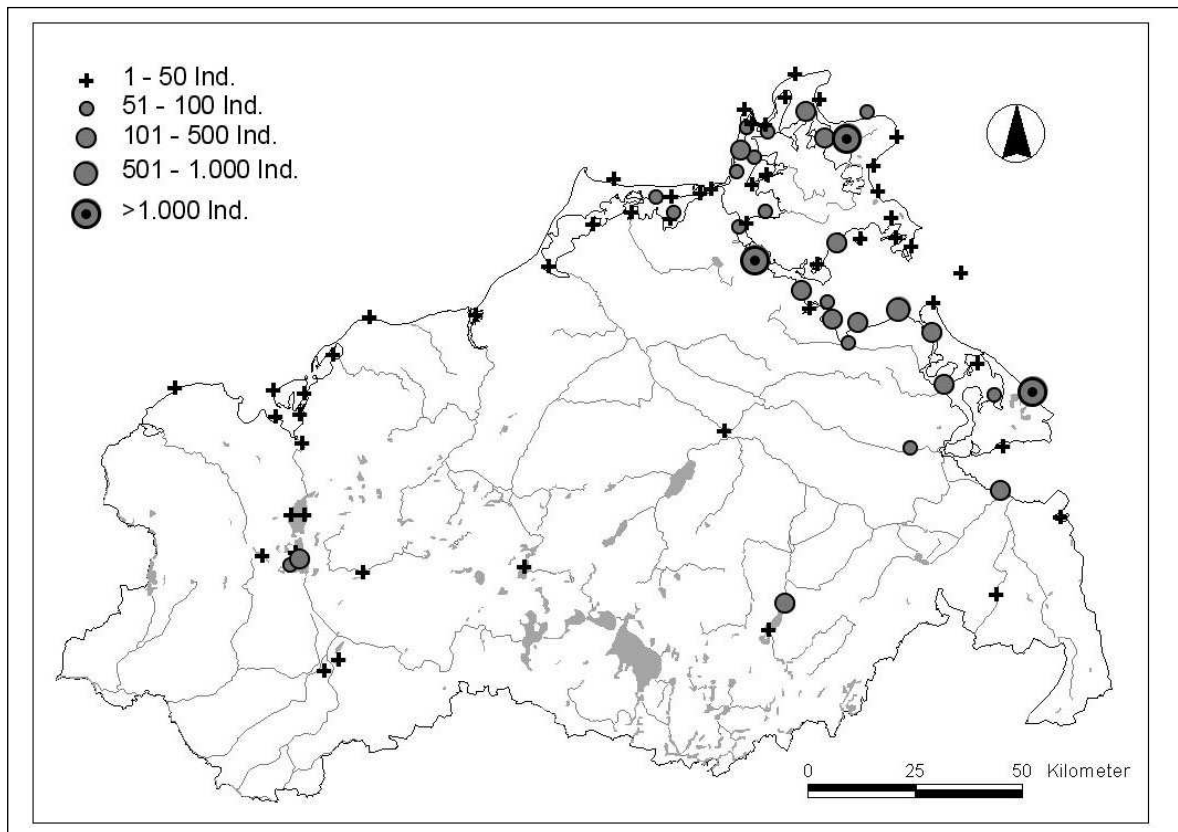 1 - 50 Ind.
51 - 100 Ind.
101 - 500 Ind.
501 - 1.000 Ind.
>1.000 Ind.
0 25 50 Kilometer